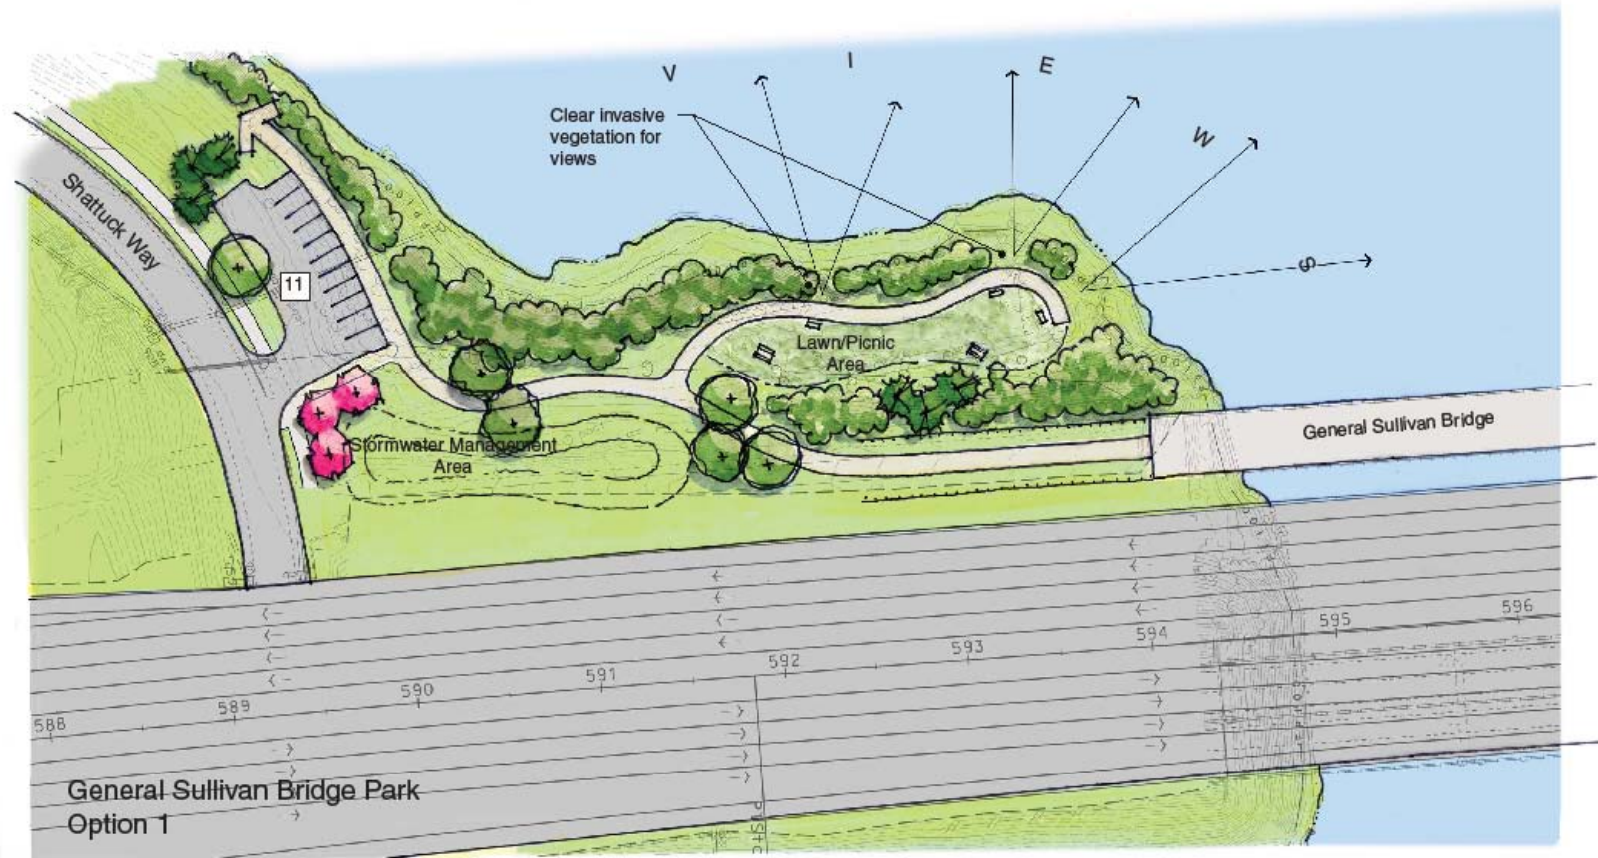 V I E W S
Clear invasive
vegetation for
views
Shattuck Way
11
Lawn/Picnic
Area
General Sullivan Bridge
Stormwater Management
Area
588 589 590 591 592 593 594 595 596
General Sullivan Bridge Park
Option 1